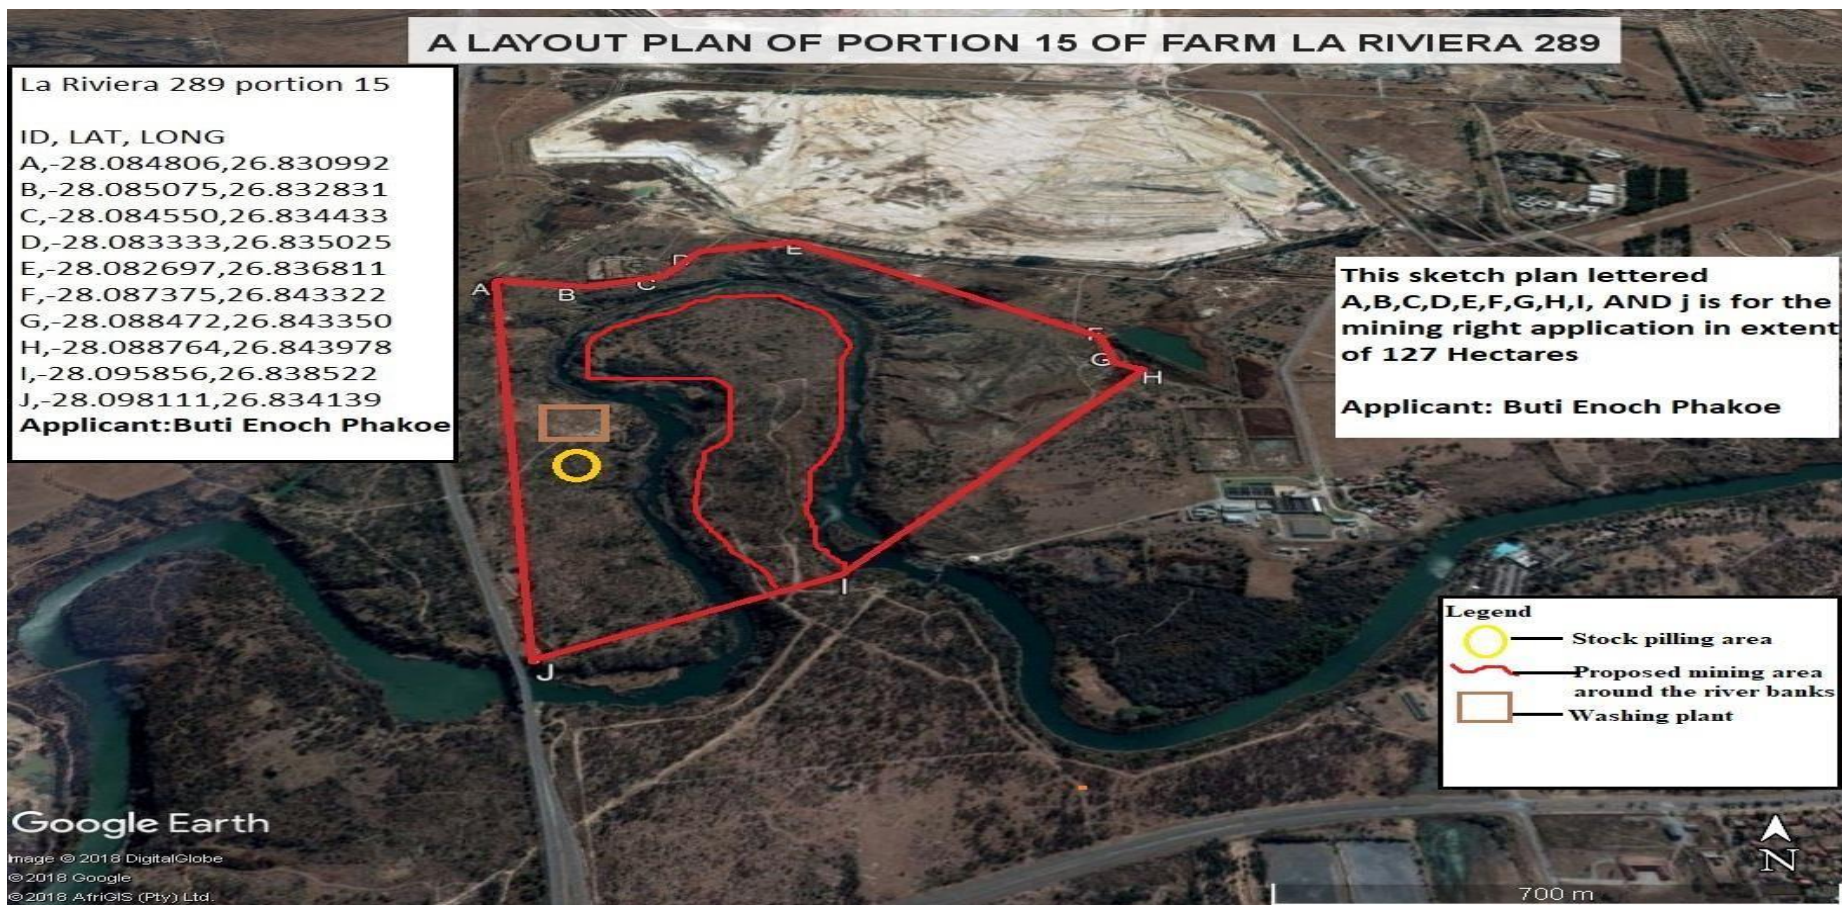 A LAYOUT PLAN OF PORTION 15 OF FARM LA RIVIERA 289
La Riviera 289 portion 15
ID, LAT, LONG
A,-28.084806,26.830992
B,-28.085075,26.832831
C,-28.084550,26.834433
D,-28.083333,26.835025
E,-28.082697,26.836811
F,-28.087375,26.843322
G,-28.088472,26.843350
H,-28.088764,26.843978
I,-28.095856,26.838522
J,-28.098111,26.834139
Applicant:Buti Enoch Phakoe
A
B
C
D
E
F
G
H
I
J
This sketch plan lettered
A,B,C,D,E,F,G,H,I, AND j is for the
mining right application in extent
of 127 Hectares
Applicant: Buti Enoch Phakoe
Legend
Stock pilling area
Proposed mining area
around the river banks
Washing plant
Google Earth
Image © 2018 DigitalGlobe
© 2018 Google
© 2018 AfriGIS (Pty) Ltd.
N
700 m